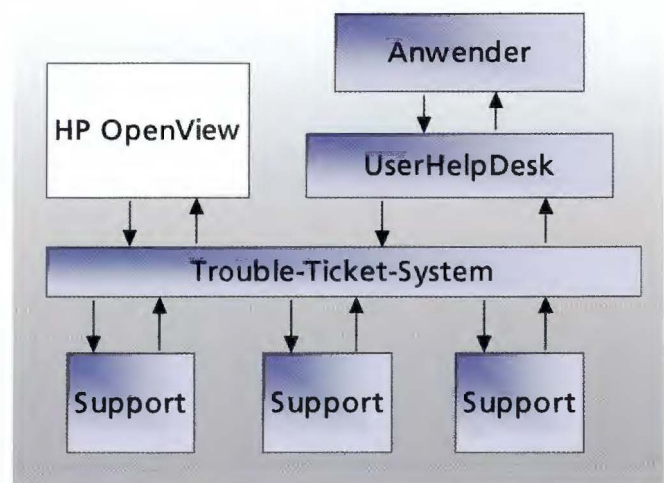 Anwender
HP OpenView
UserHelpDesk
Trouble-Ticket-System
Support
Support
Support